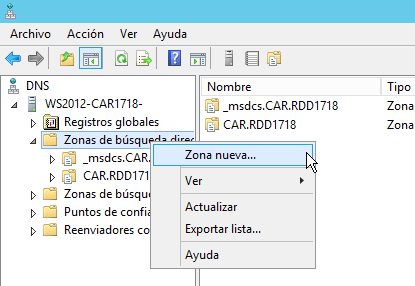 Archivo Acción Ver Ayuda
DNS
WS2012-CAR1718-
Registros globales
Zonas de búsqueda direc
_msdcs.CAR.
CAR.RDD1718
Zonas de búsque
Puntos de confia
Reenviadores co
Zona nueva...
Ver
Actualizar
Exportar lista...
Ayuda
Nombre Tipo
_msdcs.CAR.RDD1718 Zona
CAR.RDD1718 Zona